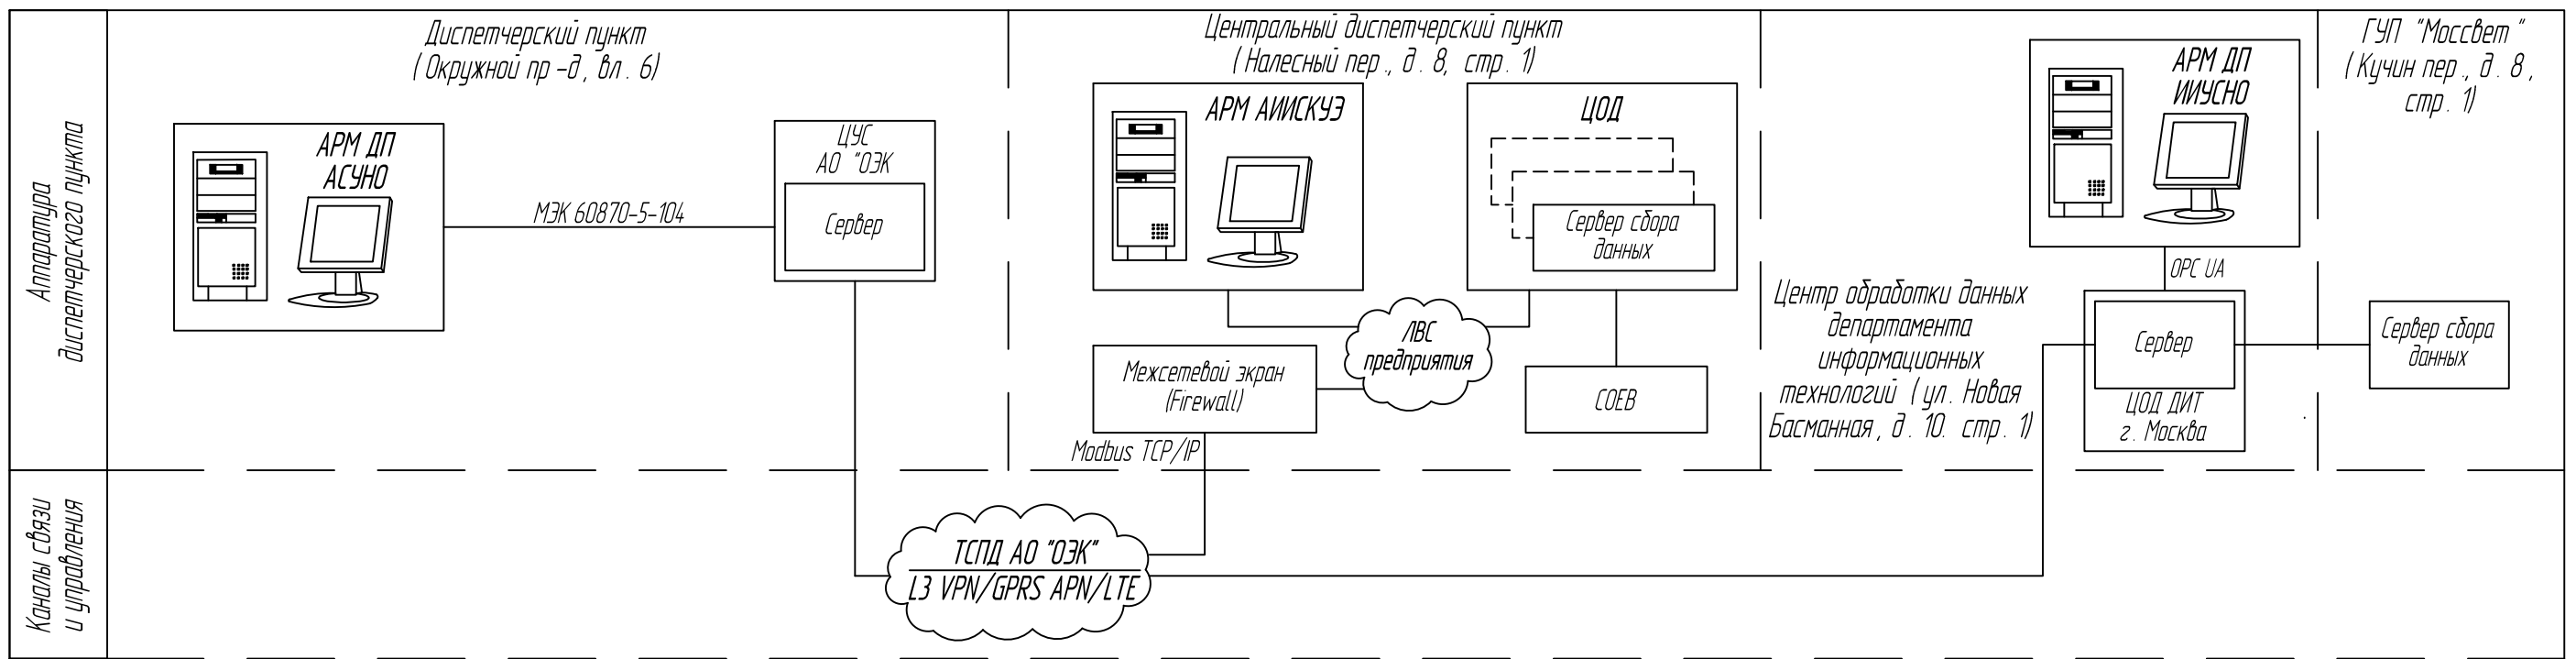 Аппаратура
диспетчерского пункта
Диспетчерский пункт
(Окружной пр-д, вл. 6)
АРМ ДП
АСУНО
МЭК 60870-5-104
ЦУС
АО "ОЭК
Сервер
Центральный диспетчерский пункт
(Налесный пер., д. 8, стр. 1)
АРМ АИИСКУЭ
ЦОД
Сервер сбора
данных
ЛВС
предприятия
Межсетевой экран
(Firewall)
СОЕВ
Modbus TCP/IP
Центр обработки данных
департамента
информационных
технологий (ул. Новая
Басманная, д. 10. стр. 1)
АРМ ДП
ИИУСНО
OPC UA
Сервер
ЦОД ДИТ
г. Москва
ГУП "Моссвет"
(Кучин пер., д. 8,
стр. 1)
Сервер сбора
данных
Каналы связи
и управления
ТСПД АО "ОЭК"
L3 VPN/GPRS APN/LTE